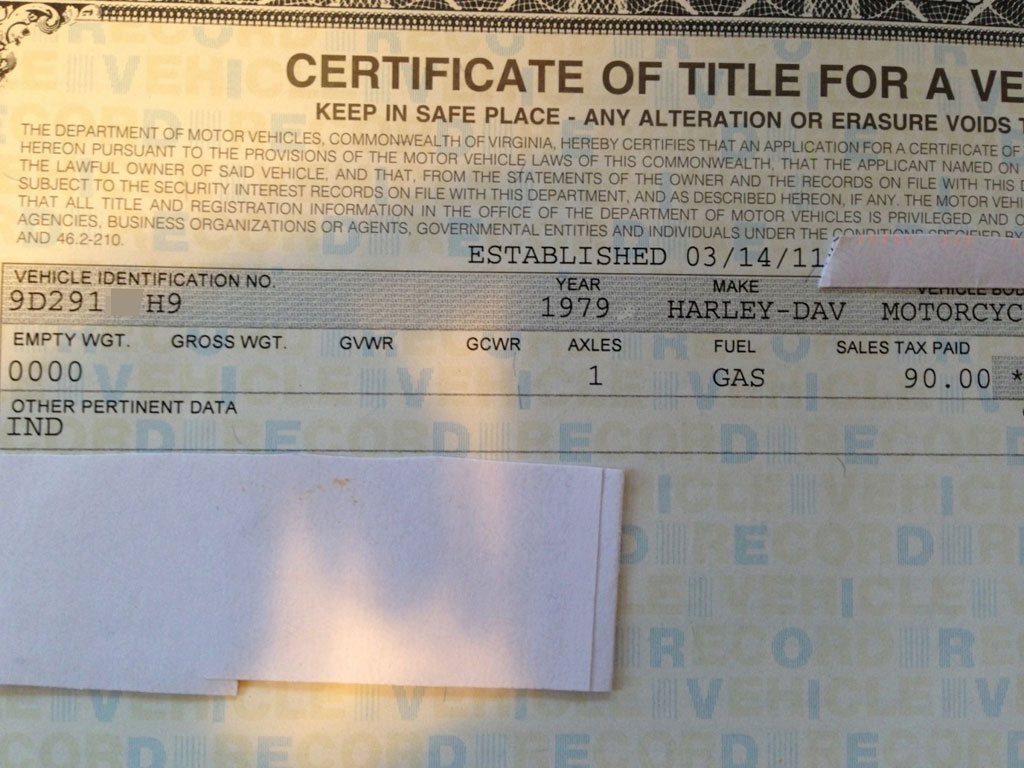 CERTIFICATE OF TITLE FOR A VE
KEEP IN SAFE PLACE - ANY ALTERATION OR ERASURE VOIDS T
THE DEPARTMENT OF MOTOR VEHICLES, COMMONWEALTH OF VIRGINIA, HEREBY CERTIFIES THAT AN APPLICATION FOR A CERTIFICATE OF
HEREON PURSUANT TO THE PROVISIONS OF THE MOTOR VEHICLE LAWS OF THIS COMMONWEALTH, THAT THE APPLICANT NAMED ON
THE LAWFUL OWNER OF SAID VEHICLE, AND THAT, FROM THE STATEMENTS OF THE OWNER AND THE RECORDS ON FILE WITH THIS D
SUBJECT TO THE SECURITY INTEREST RECORDS ON FILE WITH THIS DEPARTMENT, AND AS DESCRIBED HEREON, IF ANY. THE MOTOR VEHI
THAT ALL TITLE AND REGISTRATION INFORMATION IN THE OFFICE OF THE DEPARTMENT OF MOTOR VEHICLES IS PRIVILEGED AND C
AGENCIES, BUSINESS ORGANIZATIONS OR AGENTS, GOVERNMENTAL ENTITIES AND INDIVIDUALS UNDER THE CONDITIONS SPECIFIED BY
AND 46.2-210.
ESTABLISHED 03/14/11
VEHICLE IDENTIFICATION NO. YEAR MAKE VEHICLE BOD
9D291 H9 1979 HARLEY-DAV MOTORCYC
EMPTY WGT. GROSS WGT. GVWR GCWR AXLES FUEL SALES TAX PAID
0000 1 GAS 90.00 *
OTHER PERTINENT DATA
IND